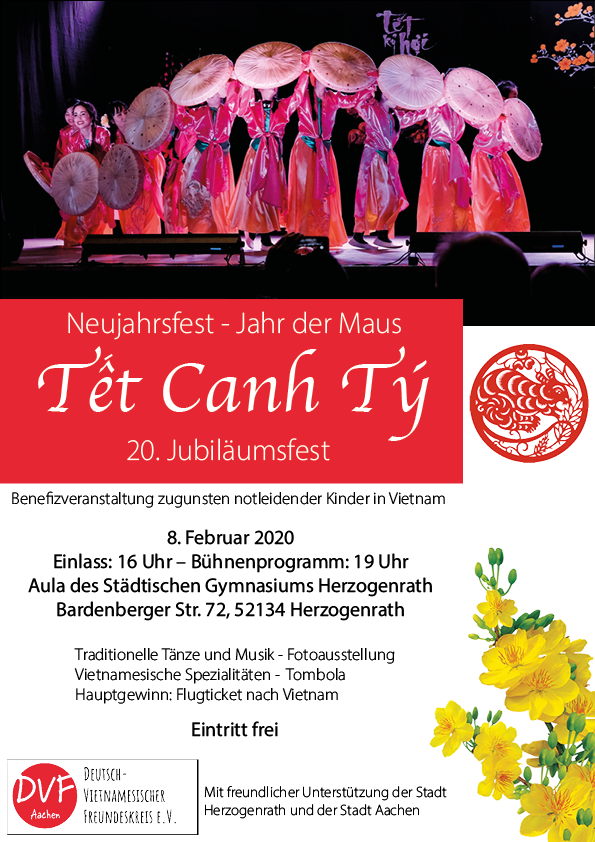 Tết
Neujahrsfest - Jahr der Maus
Tết Canh Tý
20. Jubiläumsfest
Benefizveranstaltung zugunsten notleidender Kinder in Vietnam
8. Februar 2020
Einlass: 16 Uhr – Bühnenprogramm: 19 Uhr
Aula des Städtischen Gymnasiums Herzogenrath
Bardenberger Str. 72, 52134 Herzogenrath
Traditionelle Tänze und Musik - Fotoausstellung
Vietnamesische Spezialitäten - Tombola
Hauptgewinn: Flugticket nach Vietnam
Eintritt frei
DVF
Aachen
Deutsch-
Vietnamesischer
Freundeskreis e.V.
Mit freundlicher Unterstützung der Stadt
Herzogenrath und der Stadt Aachen